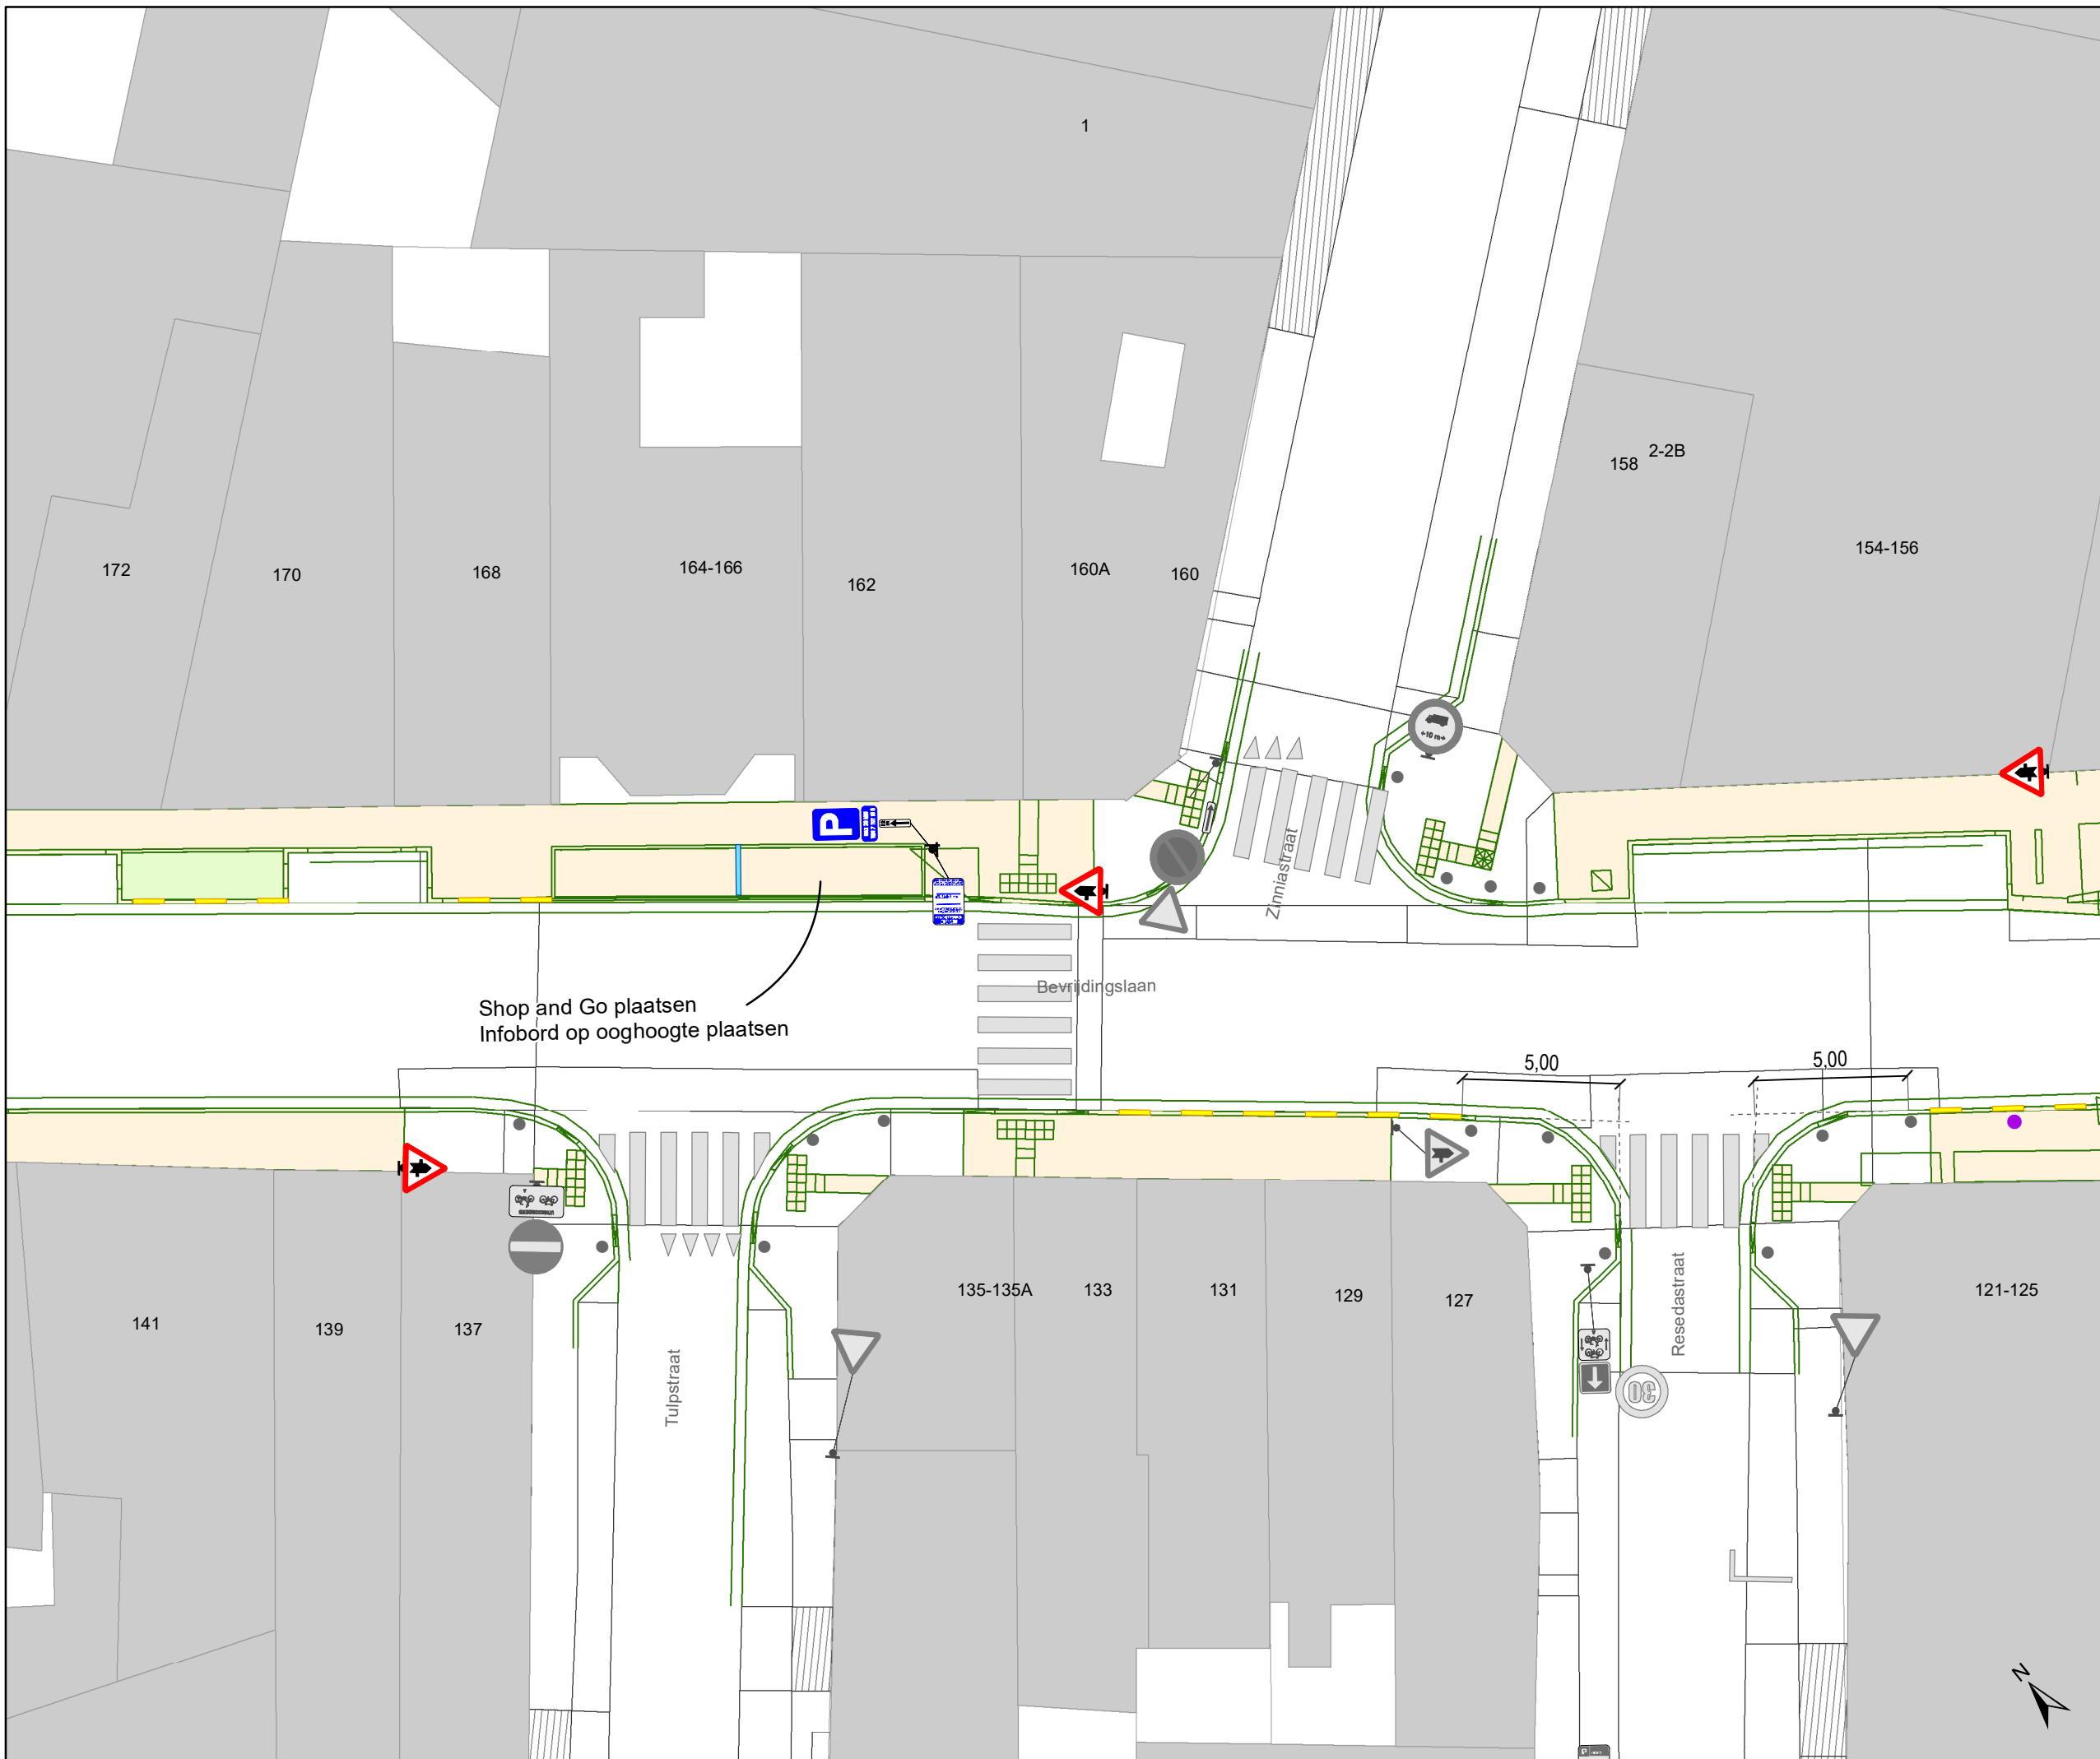 1
2-2B
158
154-156
172
170
168
164-166
162
160A
160
←10 m→
P
Zinniastraat
Bevrijdingslaan
Shop and Go plaatsen
Infobord op ooghoogte plaatsen
5,00
5,00
141
139
137
135-135A
133
131
129
127
121-125
Tulpstraat
Resedastraat
30
N
P